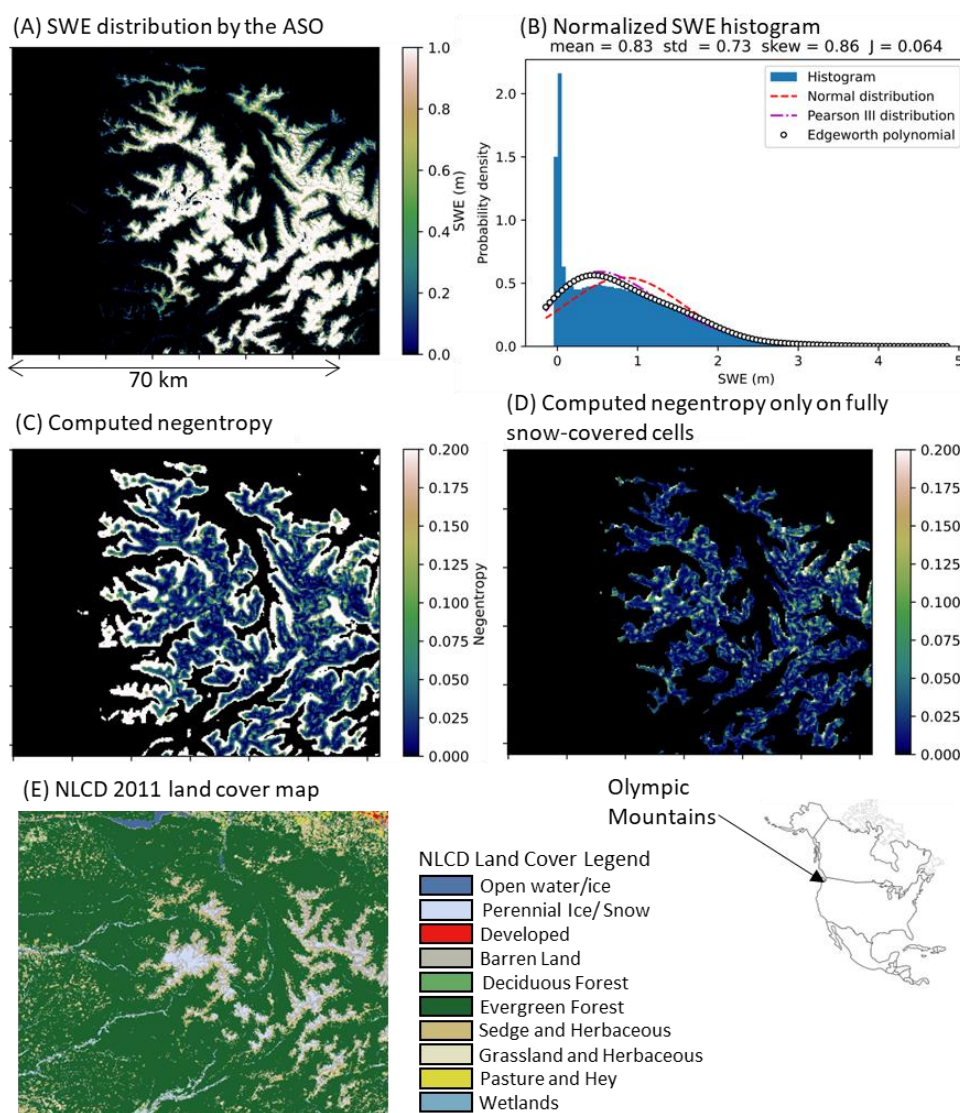 (A) SWE distribution by the ASO
1.0
0.8
0.6
0.4
0.2
0.0
SWE (m)
70 km
(B) Normalized SWE histogram
mean = 0.83 std = 0.73 skew = 0.86 J = 0.064
Histogram
Normal distribution
Pearson III distribution
Edgeworth polynomial
Probability density
2.0
1.5
1.0
0.5
0.0
0
1
2
3
4
5
SWE (m)
(C) Computed negentropy
0.200
0.175
0.150
0.125
0.100
0.075
0.050
0.025
0.000
Negentropy
(D) Computed negentropy only on fully
snow-covered cells
0.200
0.175
0.150
0.125
0.100
0.075
0.050
0.025
0.000
(E) NLCD 2011 land cover map
NLCD Land Cover Legend
Open water/ice
Perennial Ice/ Snow
Developed
Barren Land
Deciduous Forest
Evergreen Forest
Sedge and Herbaceous
Grassland and Herbaceous
Pasture and Hey
Wetlands
Olympic
Mountains